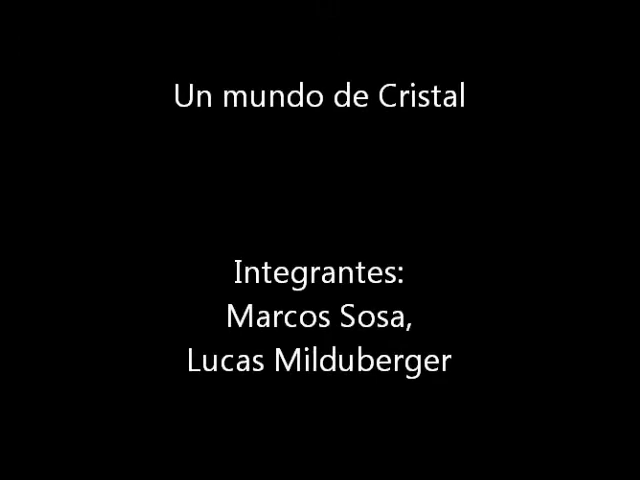 Un mundo de Cristal
Integrantes:
Marcos Sosa,
Lucas Milduberger